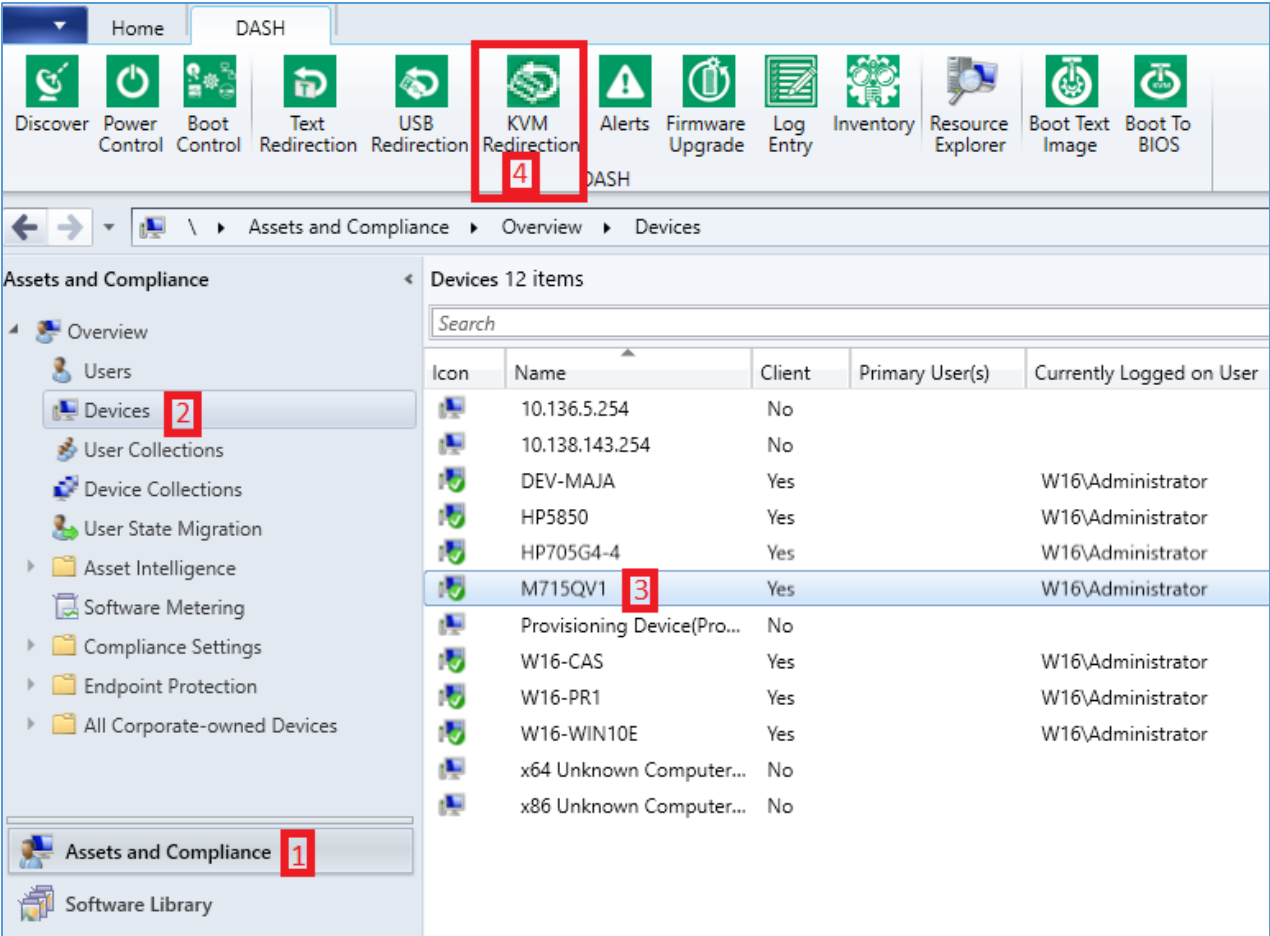 Home DASH
Discover Power Control Boot Control Text Redirection USB Redirection KVM Redirection Alerts Firmware Upgrade Log Entry Inventory Resource Explorer Boot Text Image Boot To BIOS
4 DASH
\ Assets and Compliance Overview Devices
Assets and Compliance
Overview
Users
Devices 2
User Collections
Device Collections
User State Migration
Asset Intelligence
Software Metering
Compliance Settings
Endpoint Protection
All Corporate-owned Devices
Assets and Compliance 1
Software Library
Devices 12 items
Search
Icon Name Client Primary User(s) Currently Logged on User
10.136.5.254 No
10.138.143.254 No
DEV-MAJA Yes W16\Administrator
HP5850 Yes W16\Administrator
HP705G4-4 Yes W16\Administrator
M715QV1 3 Yes W16\Administrator
Provisioning Device(Pro... No
W16-CAS Yes W16\Administrator
W16-PR1 Yes W16\Administrator
W16-WIN10E Yes W16\Administrator
x64 Unknown Computer... No
x86 Unknown Computer... No